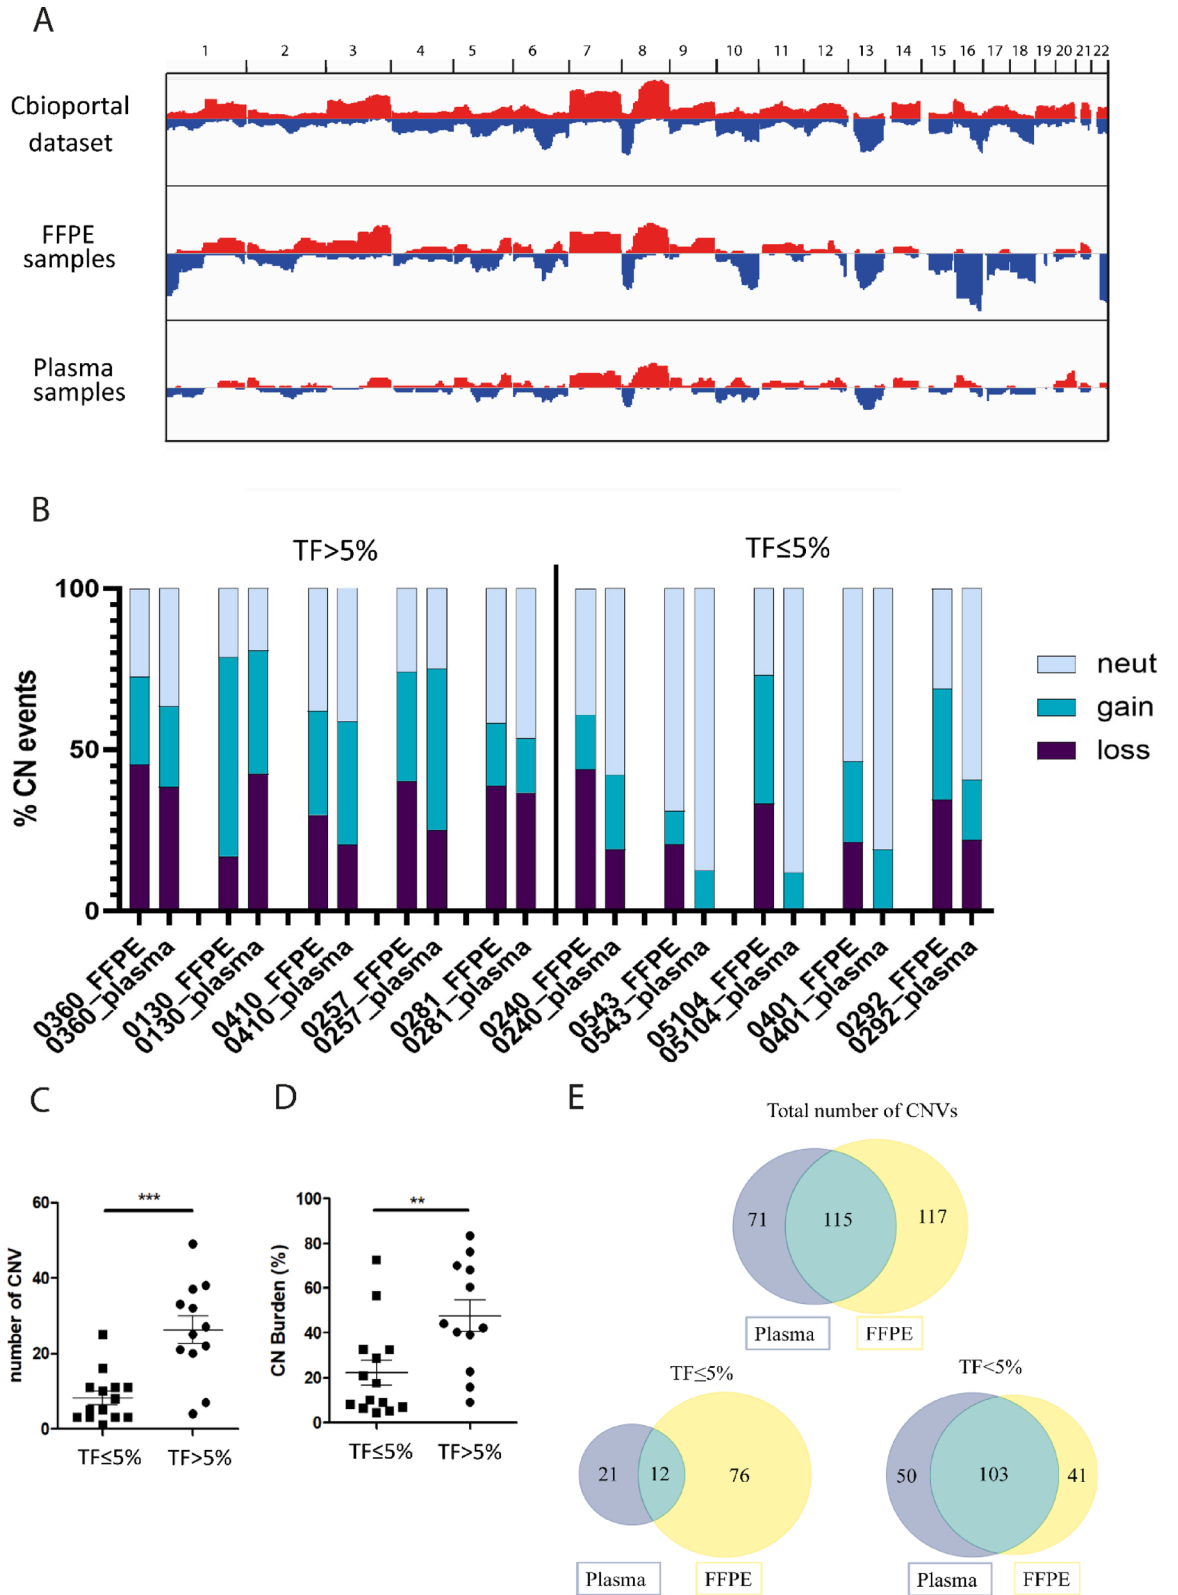 A
1 2 3 4 5 6 7 8 9 10 11 12 13 14 15 16 17 18 19 20 21 22
Cbioportal
dataset
FFPE
samples
Plasma
samples
B
TF>5%
TF≤5%
% CN events
100
50
0
neut
gain
loss
0360_FFPE
0360_plasma
0130_FFPE
0130_plasma
0410_FFPE
0410_plasma
0257_FFPE
0257_plasma
0281_FFPE
0281_plasma
0240_FFPE
0240_plasma
0543_FFPE
0543_plasma
05104_FFPE
05104_plasma
0401_FFPE
0401_plasma
0292_FFPE
0292_plasma
C
number of CNV
60
40
20
0
***
TF≤5%
TF>5%
D
CN Burden (%)
100
80
60
40
20
0
**
TF≤5%
TF>5%
E
Total number of CNVs
71 115 117
Plasma
FFPE
TF≤5%
21 12 76
Plasma
FFPE
TF<5%
50 103 41
Plasma
FFPE